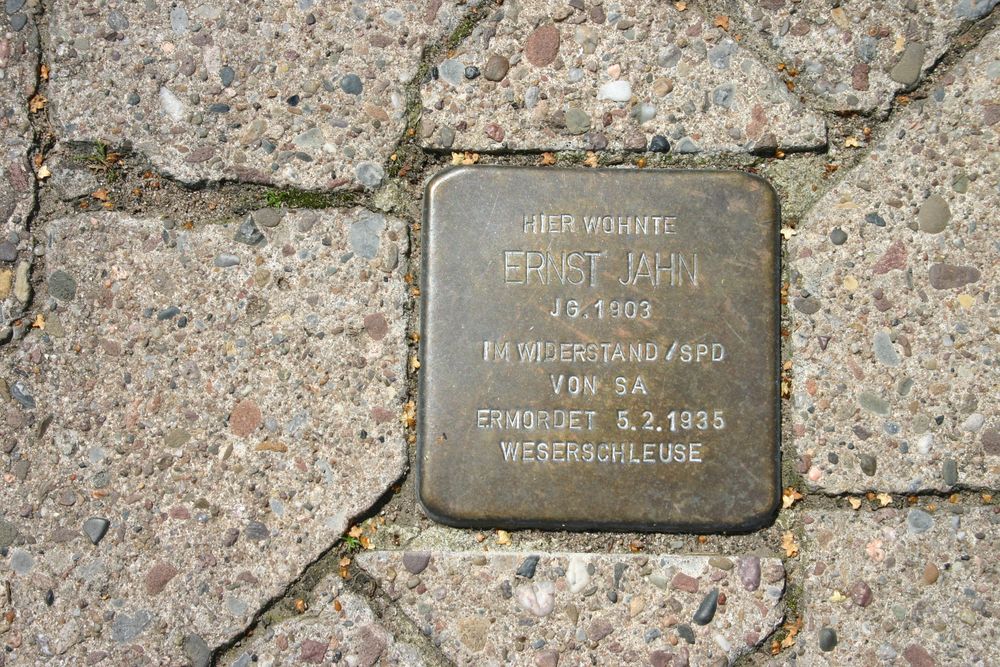 HIER WOHNTE
ERNST JAHN
JG. 1903
IM WIDERSTAND/SPD
VON SA
ERMORDET 5.2.1935
WESERSCHLEUSE